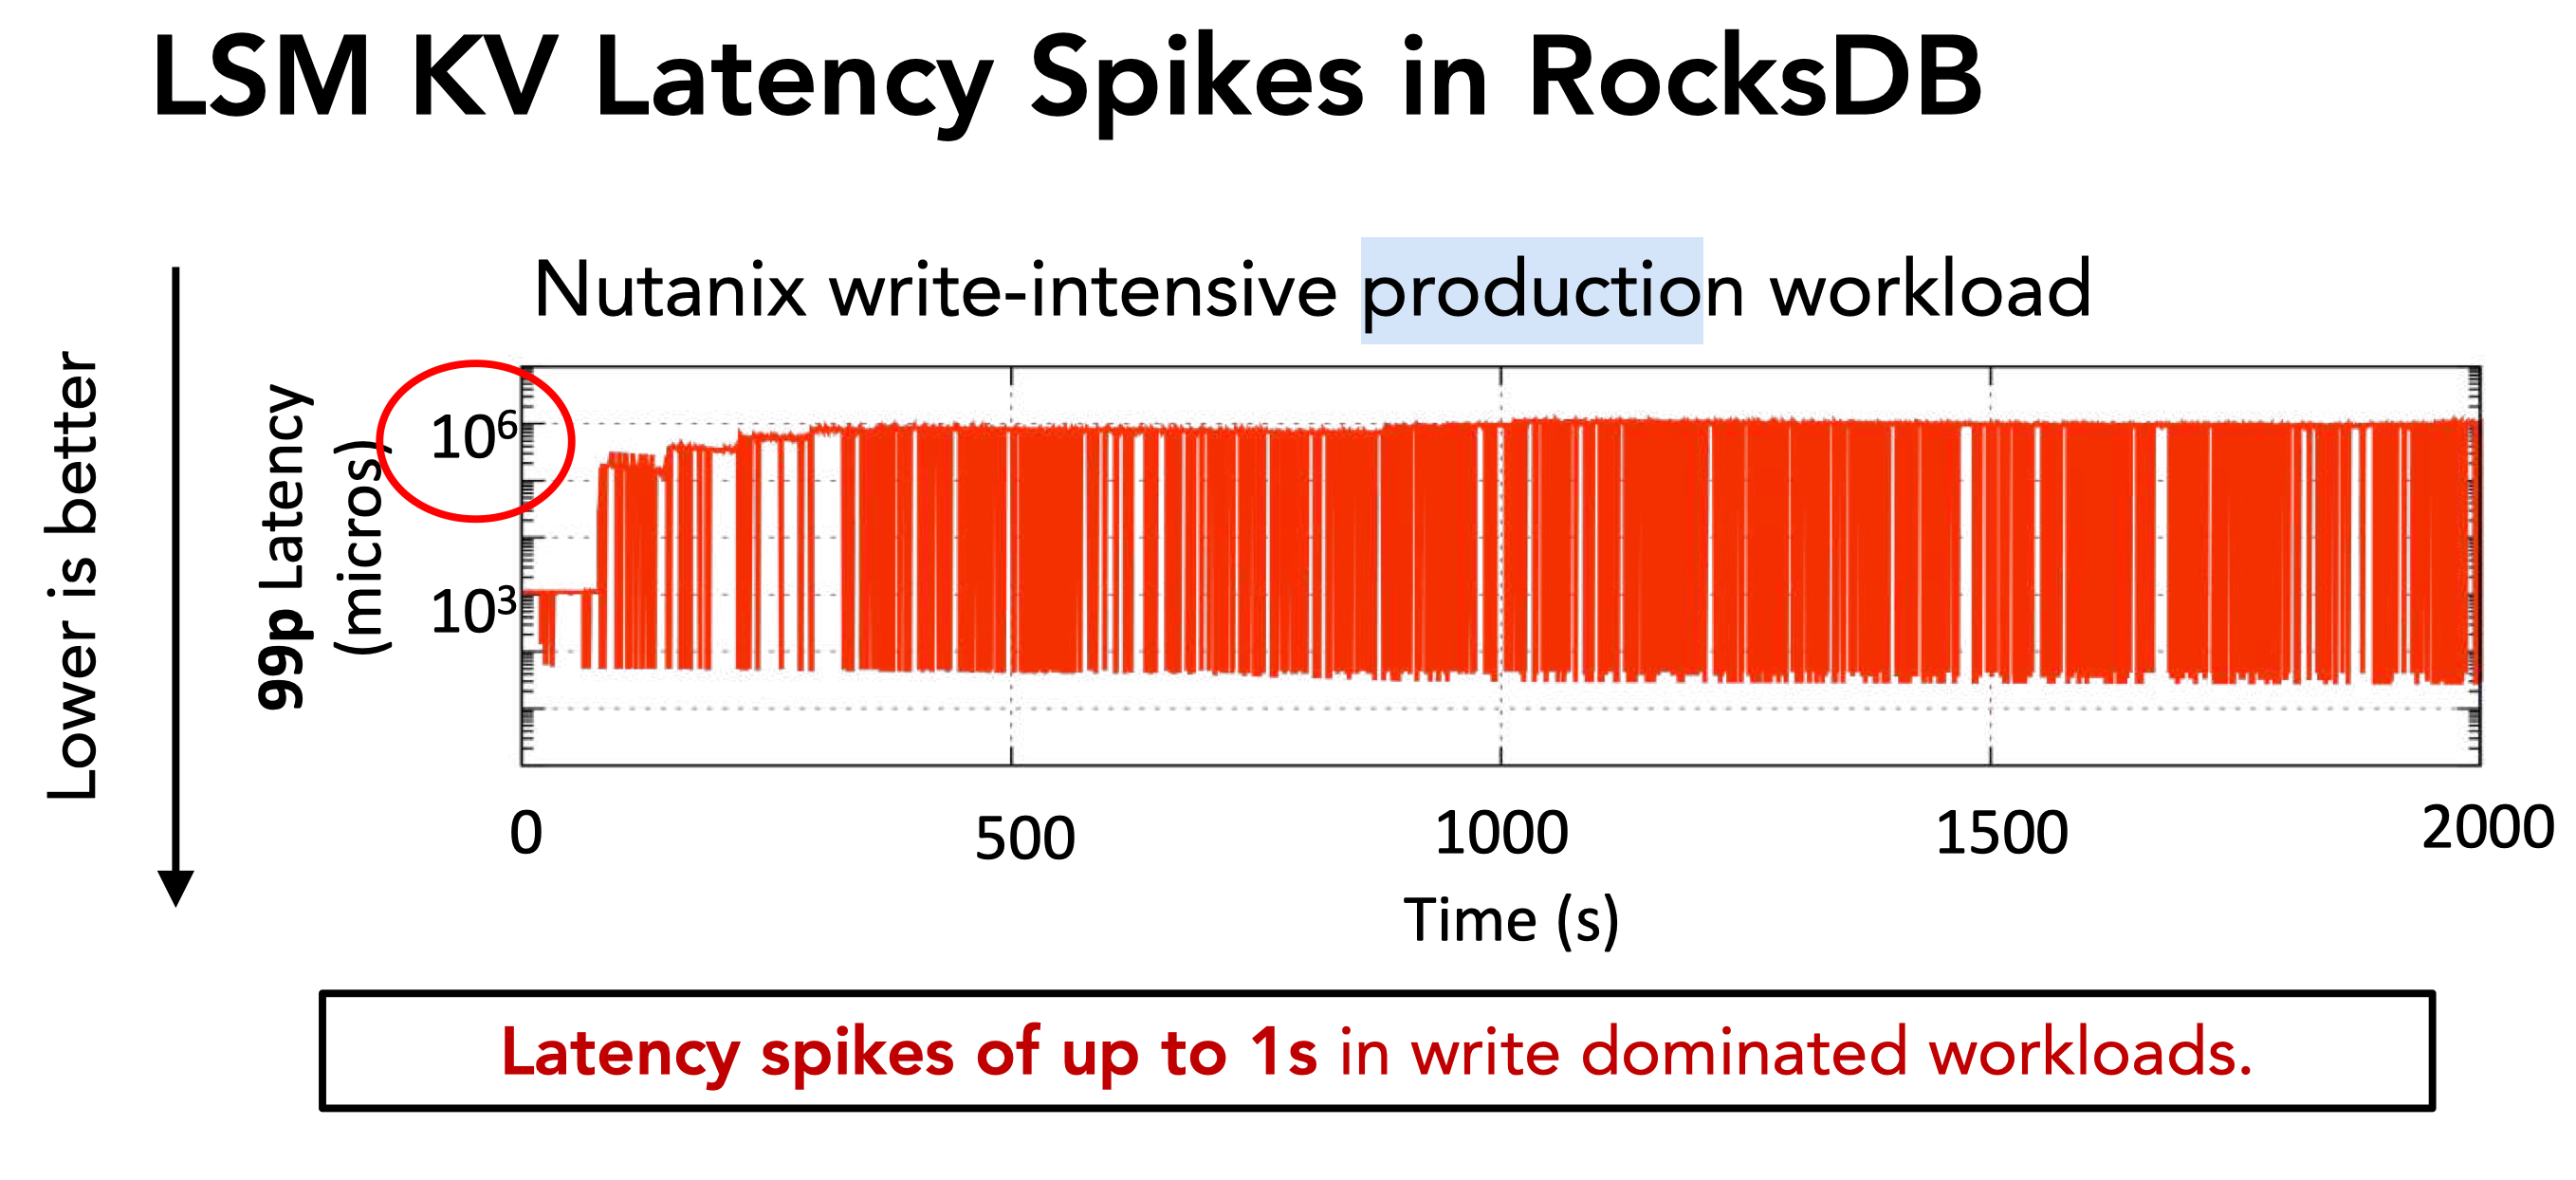 LSM KV Latency Spikes in RocksDB
Nutanix write-intensive production workload
Lower is better
99p Latency
(micros)
10⁶
10³
0 500 1000 1500 2000
Time (s)
Latency spikes of up to 1s in write dominated workloads.